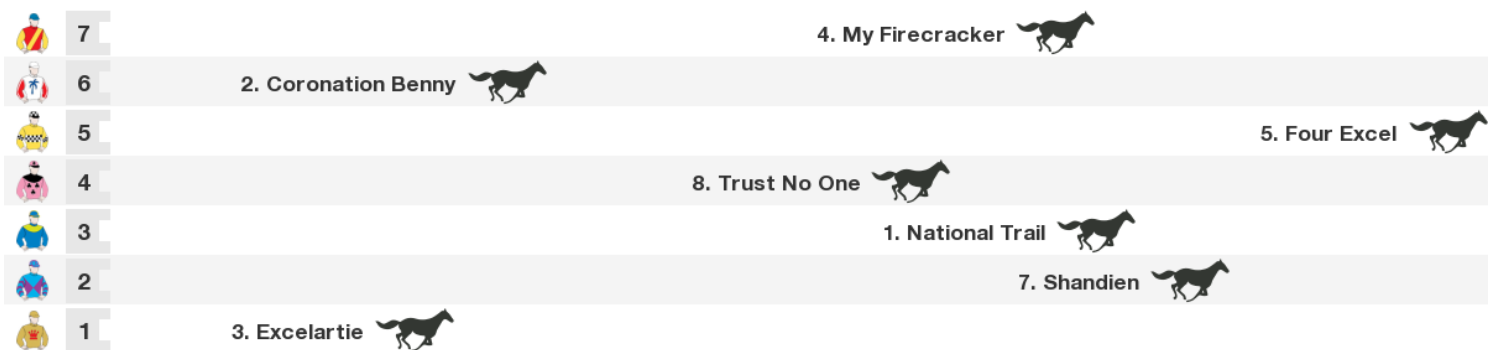 7 4. My Firecracker
6 2. Coronation Benny
5 5. Four Excel
4 8. Trust No One
3 1. National Trail
2 7. Shandien
1 3. Excelartie